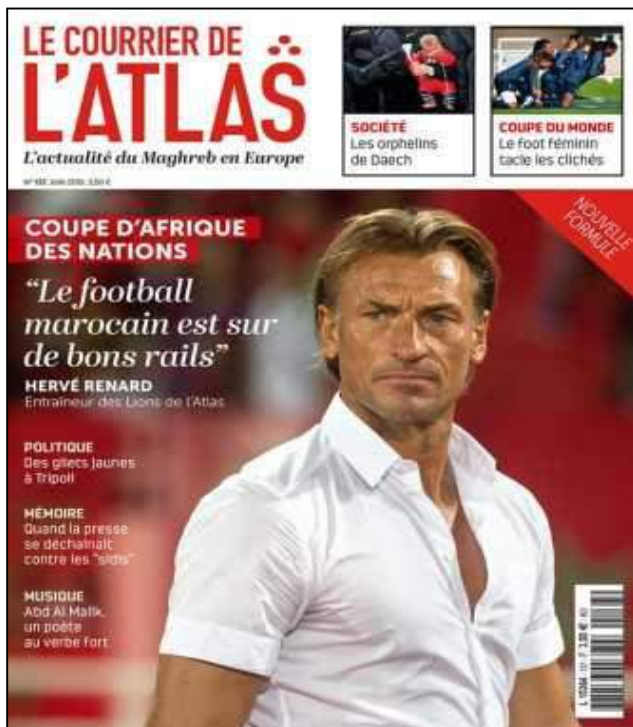 LE COURRIER DE
L'ATLAS
L'actualité du Maghreb en Europe
SOCIÉTÉ
Les orphelins
de Daech
COUPE DU MONDE
Le foot féminin
tacle les clichés
NOUVELLE
FORMULE
COUPE D'AFRIQUE
DES NATIONS
“Le football
marocain est sur
de bons rails”
HERVÉ RENARD
Entraîneur des Lions de l'Atlas
POLITIQUE
Des gilets jaunes
à Tripoli
MÉMOIRE
Quand la presse
se déchaînait
contre les “sidis”
MUSIQUE
Abd Al Malik,
un poète
au verbe fort